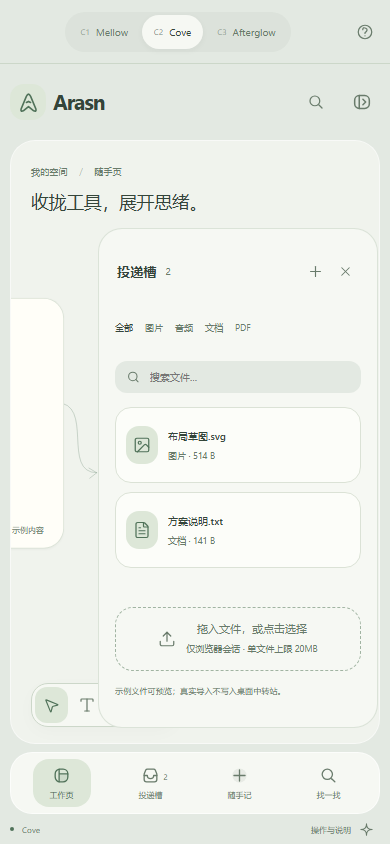 C1 Mellow C2 Cove C3 Afterglow
Arasn
我的空间 / 随手页
收拢工具，展开思绪。
投递槽 2
全部 图片 音频 文档 PDF
搜索文件...
布局草图.svg
图片 · 514 B
方案说明.txt
文档 · 141 B
示例内容
拖入文件，或点击选择
仅浏览器会话 · 单文件上限 20MB
示例文件可预览；真实导入不写入桌面中转站。
T
工作页 投递槽 2 随手记 找一找
Cove 操作与说明